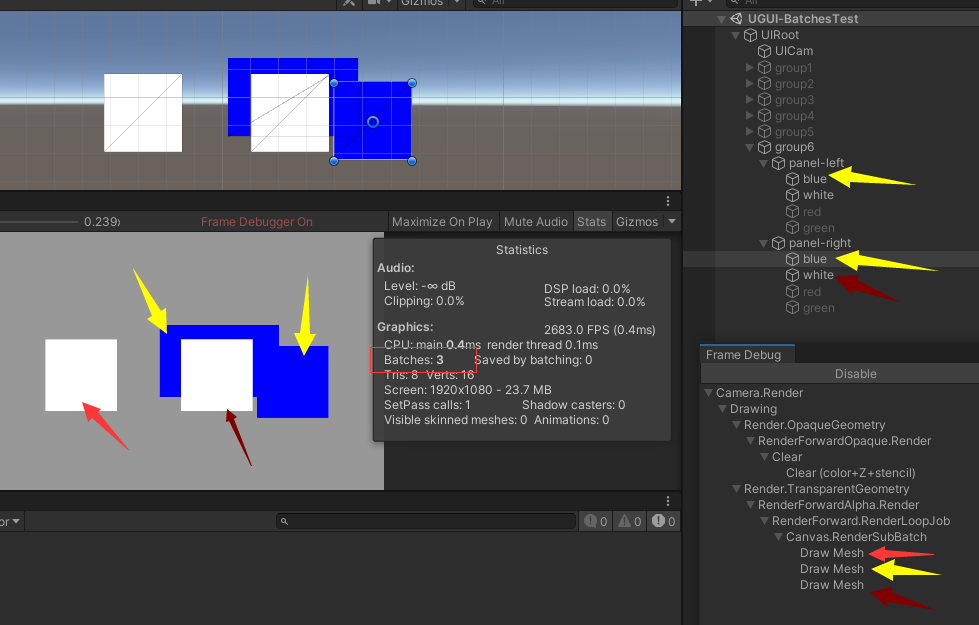 Gizmos
All
0.239x
Frame Debugger On
Maximize On Play
Mute Audio
Stats
Gizmos
Statistics
Audio:
Level: -∞ dB
DSP load: 0.0%
Clipping: 0.0%
Stream load: 0.0%
Graphics:
2683.0 FPS (0.4ms)
CPU: main 0.4ms render thread 0.1ms
Batches: 3
Saved by batching: 0
Tris: 8 Verts: 16
Screen: 1920x1080 - 23.7 MB
SetPass calls: 1
Shadow casters: 0
Visible skinned meshes: 0 Animations: 0
or
0
0
0
All
UGUI-BatchesTest
UIRoot
UICam
group1
group2
group3
group4
group5
group6
panel-left
blue
white
red
green
panel-right
blue
white
red
green
Frame Debug
Disable
Camera.Render
Drawing
Render.OpaqueGeometry
RenderForwardOpaque.Render
Clear
Clear (color+Z+stencil)
Render.TransparentGeometry
RenderForwardAlpha.Render
RenderForward.RenderLoopJob
Canvas.RenderSubBatch
Draw Mesh
Draw Mesh
Draw Mesh